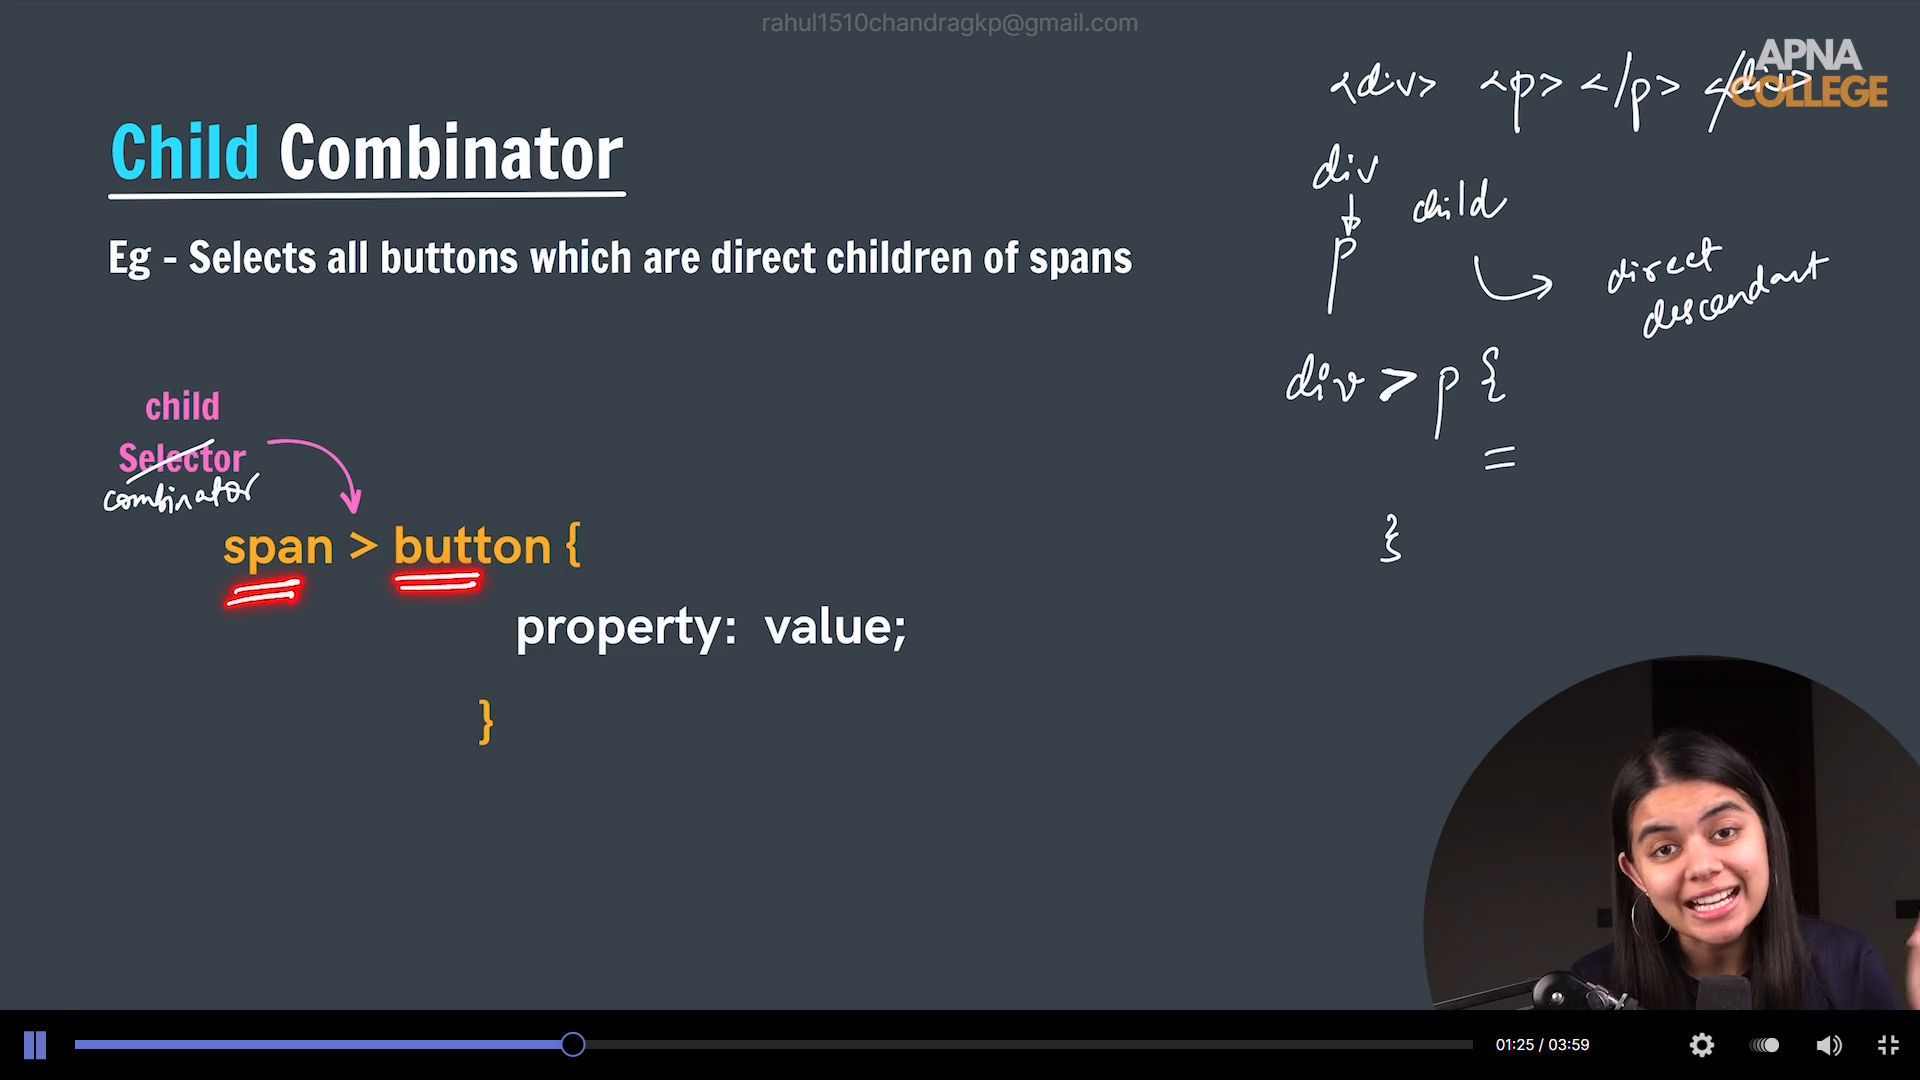 rahul1510chandragkp@gmail.com
APNA
COLLEGE
<div> <p> </p> </div>
Child Combinator
div
child
p
Eg - Selects all buttons which are direct children of spans
direct
descendant
div > p {
=
}
child
Selector
combinator
span > button {
property: value;
}
01:25 / 03:59